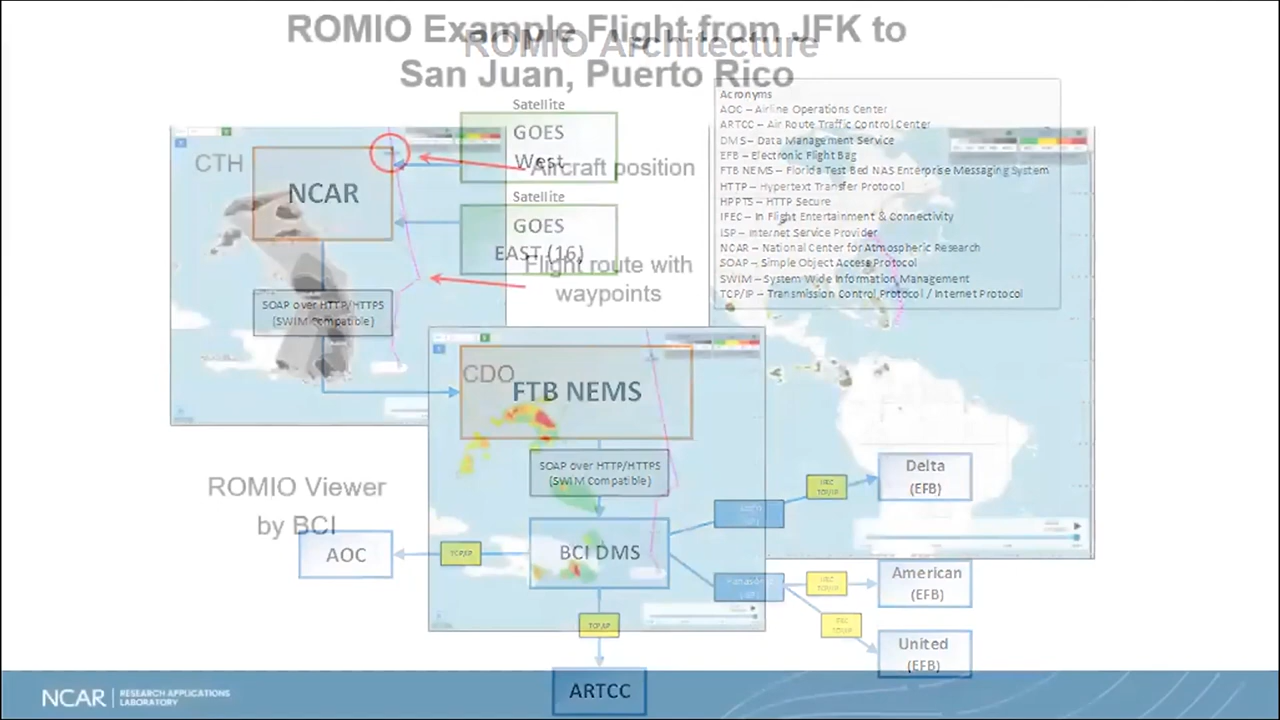 ROMIO Example Flight from JFK to
San Juan, Puerto Rico
ROMIO Architecture
Satellite
GOES
West
Satellite
GOES
EAST (16)
CTH
NCAR
Aircraft position
Flight route with
waypoints
SOAP over HTTP/HTTPS
(SWIM Compatible)
Acronyms
AOC – Airline Operations Center
ARTCC – Air Route Traffic Control Center
DMS – Data Management Service
EFB – Electronic Flight Bag
FTB NEMS – Florida Test Bed NAS Enterprise Messaging System
HTTP – Hypertext Transfer Protocol
HPPTS – HTTP Secure
IFEC – In Flight Entertainment & Connectivity
ISP – Internet Service Provider
NCAR – National Center for Atmospheric Research
SOAP – Simple Object Access Protocol
SWIM – System Wide Information Management
TCP/IP – Transmission Control Protocol / Internet Protocol
CDO
FTB NEMS
SOAP over HTTP/HTTPS
(SWIM Compatible)
ROMIO Viewer
by BCI
AOC
TCP/IP
BCI DMS
TCP/IP
ARTCC
TCP/IP
Delta
(EFB)
TCP/IP
American
(EFB)
TCP/IP
United
(EFB)
NCAR
RESEARCH APPLICATIONS
LABORATORY